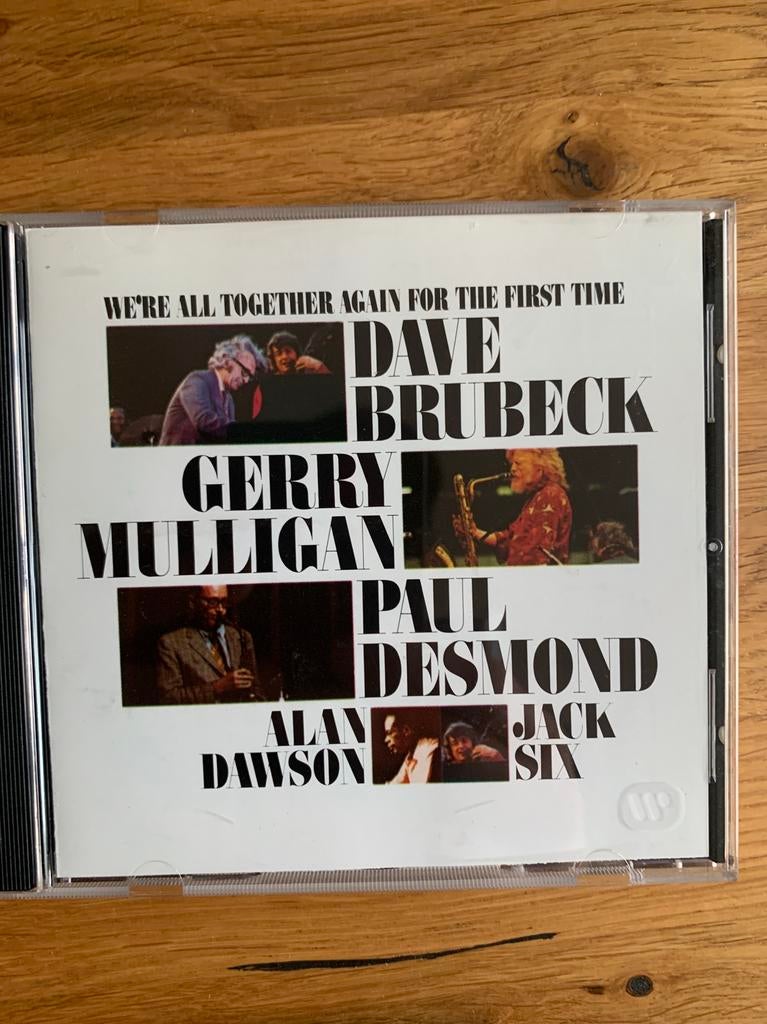 WE'RE ALL TOGETHER AGAIN FOR THE FIRST TIME
DAVE
BRUBECK
GERRY
MULLIGAN
PAUL
DESMOND
ALAN
DAWSON
JACK
SIX